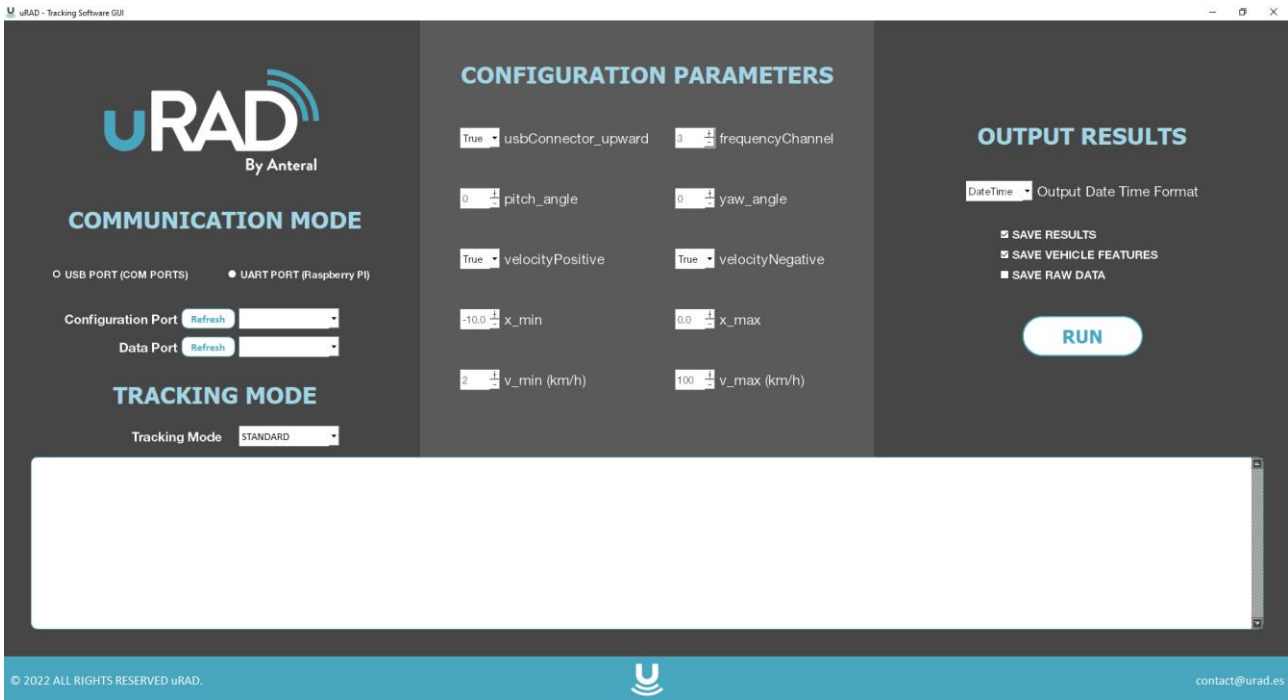 uRAD - Tracking Software GUI
uRAD
By Anteral
COMMUNICATION MODE
USB PORT (COM PORTS) UART PORT (Raspberry PI)
Configuration Port Refresh
Data Port Refresh
TRACKING MODE
Tracking Mode STANDARD
CONFIGURATION PARAMETERS
True usbConnector_upward 3 frequencyChannel
0 pitch_angle 0 yaw_angle
True velocityPositive True velocityNegative
-10.0 x_min 0.0 x_max
2 v_min (km/h) 100 v_max (km/h)
OUTPUT RESULTS
DateTime Output Date Time Format
SAVE RESULTS
SAVE VEHICLE FEATURES
SAVE RAW DATA
RUN
© 2022 ALL RIGHTS RESERVED uRAD.
contact@urad.es